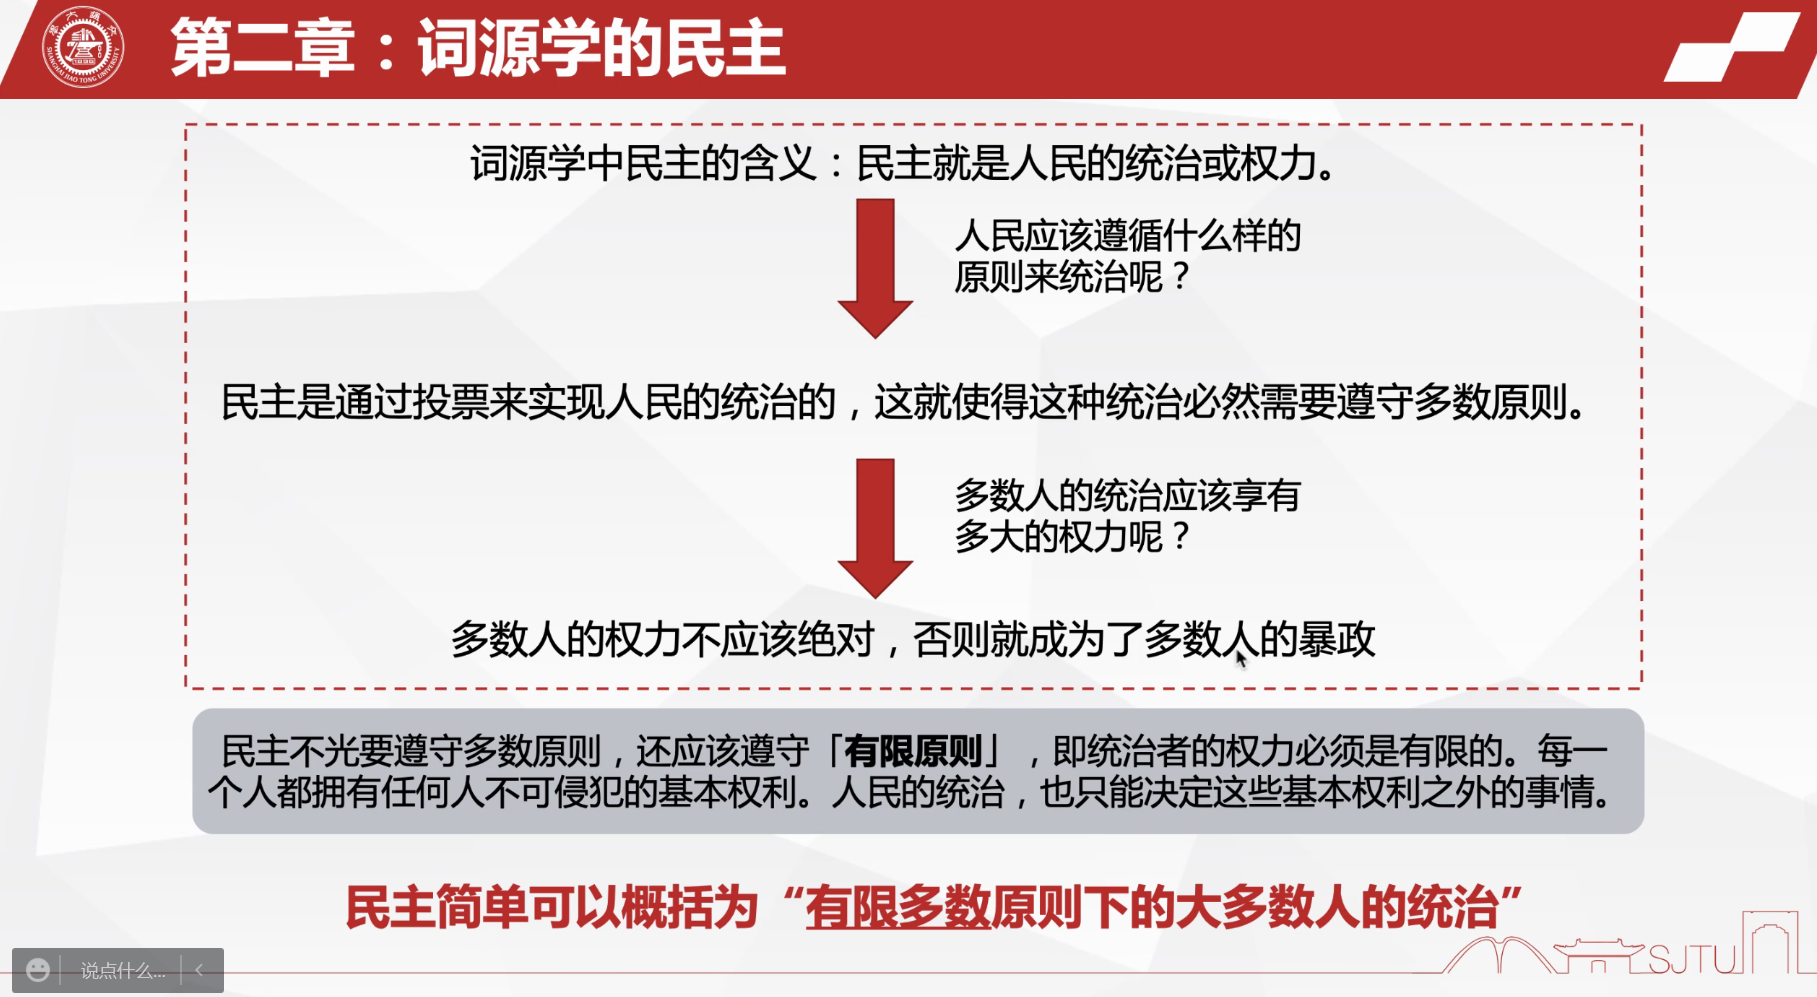 第二章：词源学的民主
SHANGHAI JIAO TONG UNIVERSITY
词源学中民主的含义：民主就是人民的统治或权力。
人民应该遵循什么样的
原则来统治呢？
民主是通过投票来实现人民的统治的，这就使得这种统治必然需要遵守多数原则。
多数人的统治应该享有
多大的权力呢？
多数人的权力不应该绝对，否则就成为了多数人的暴政
民主不光要遵守多数原则，还应该遵守「有限原则」，即统治者的权力必须是有限的。每一
个人都拥有任何人不可侵犯的基本权利。人民的统治，也只能决定这些基本权利之外的事情。
民主简单可以概括为“有限多数原则下的大多数人的统治”
说点什么...
SJTU